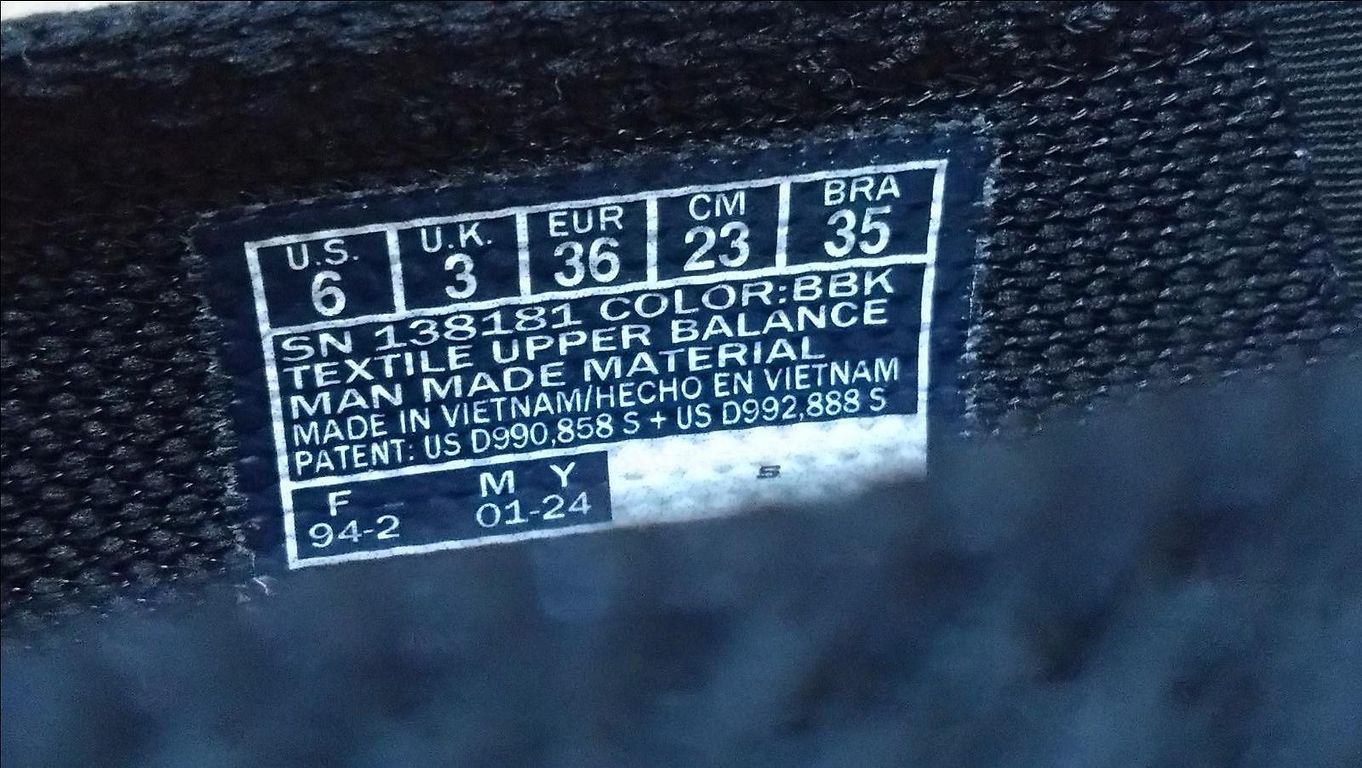 U.S. U.K. EUR CM BRA
6 3 36 23 35
SN 138181 COLOR:BBK
TEXTILE UPPER BALANCE
MAN MADE MATERIAL
MADE IN VIETNAM/HECHO EN VIETNAM
PATENT: US D990,858 S + US D992,888 S
F M Y
94-2 01-24
S